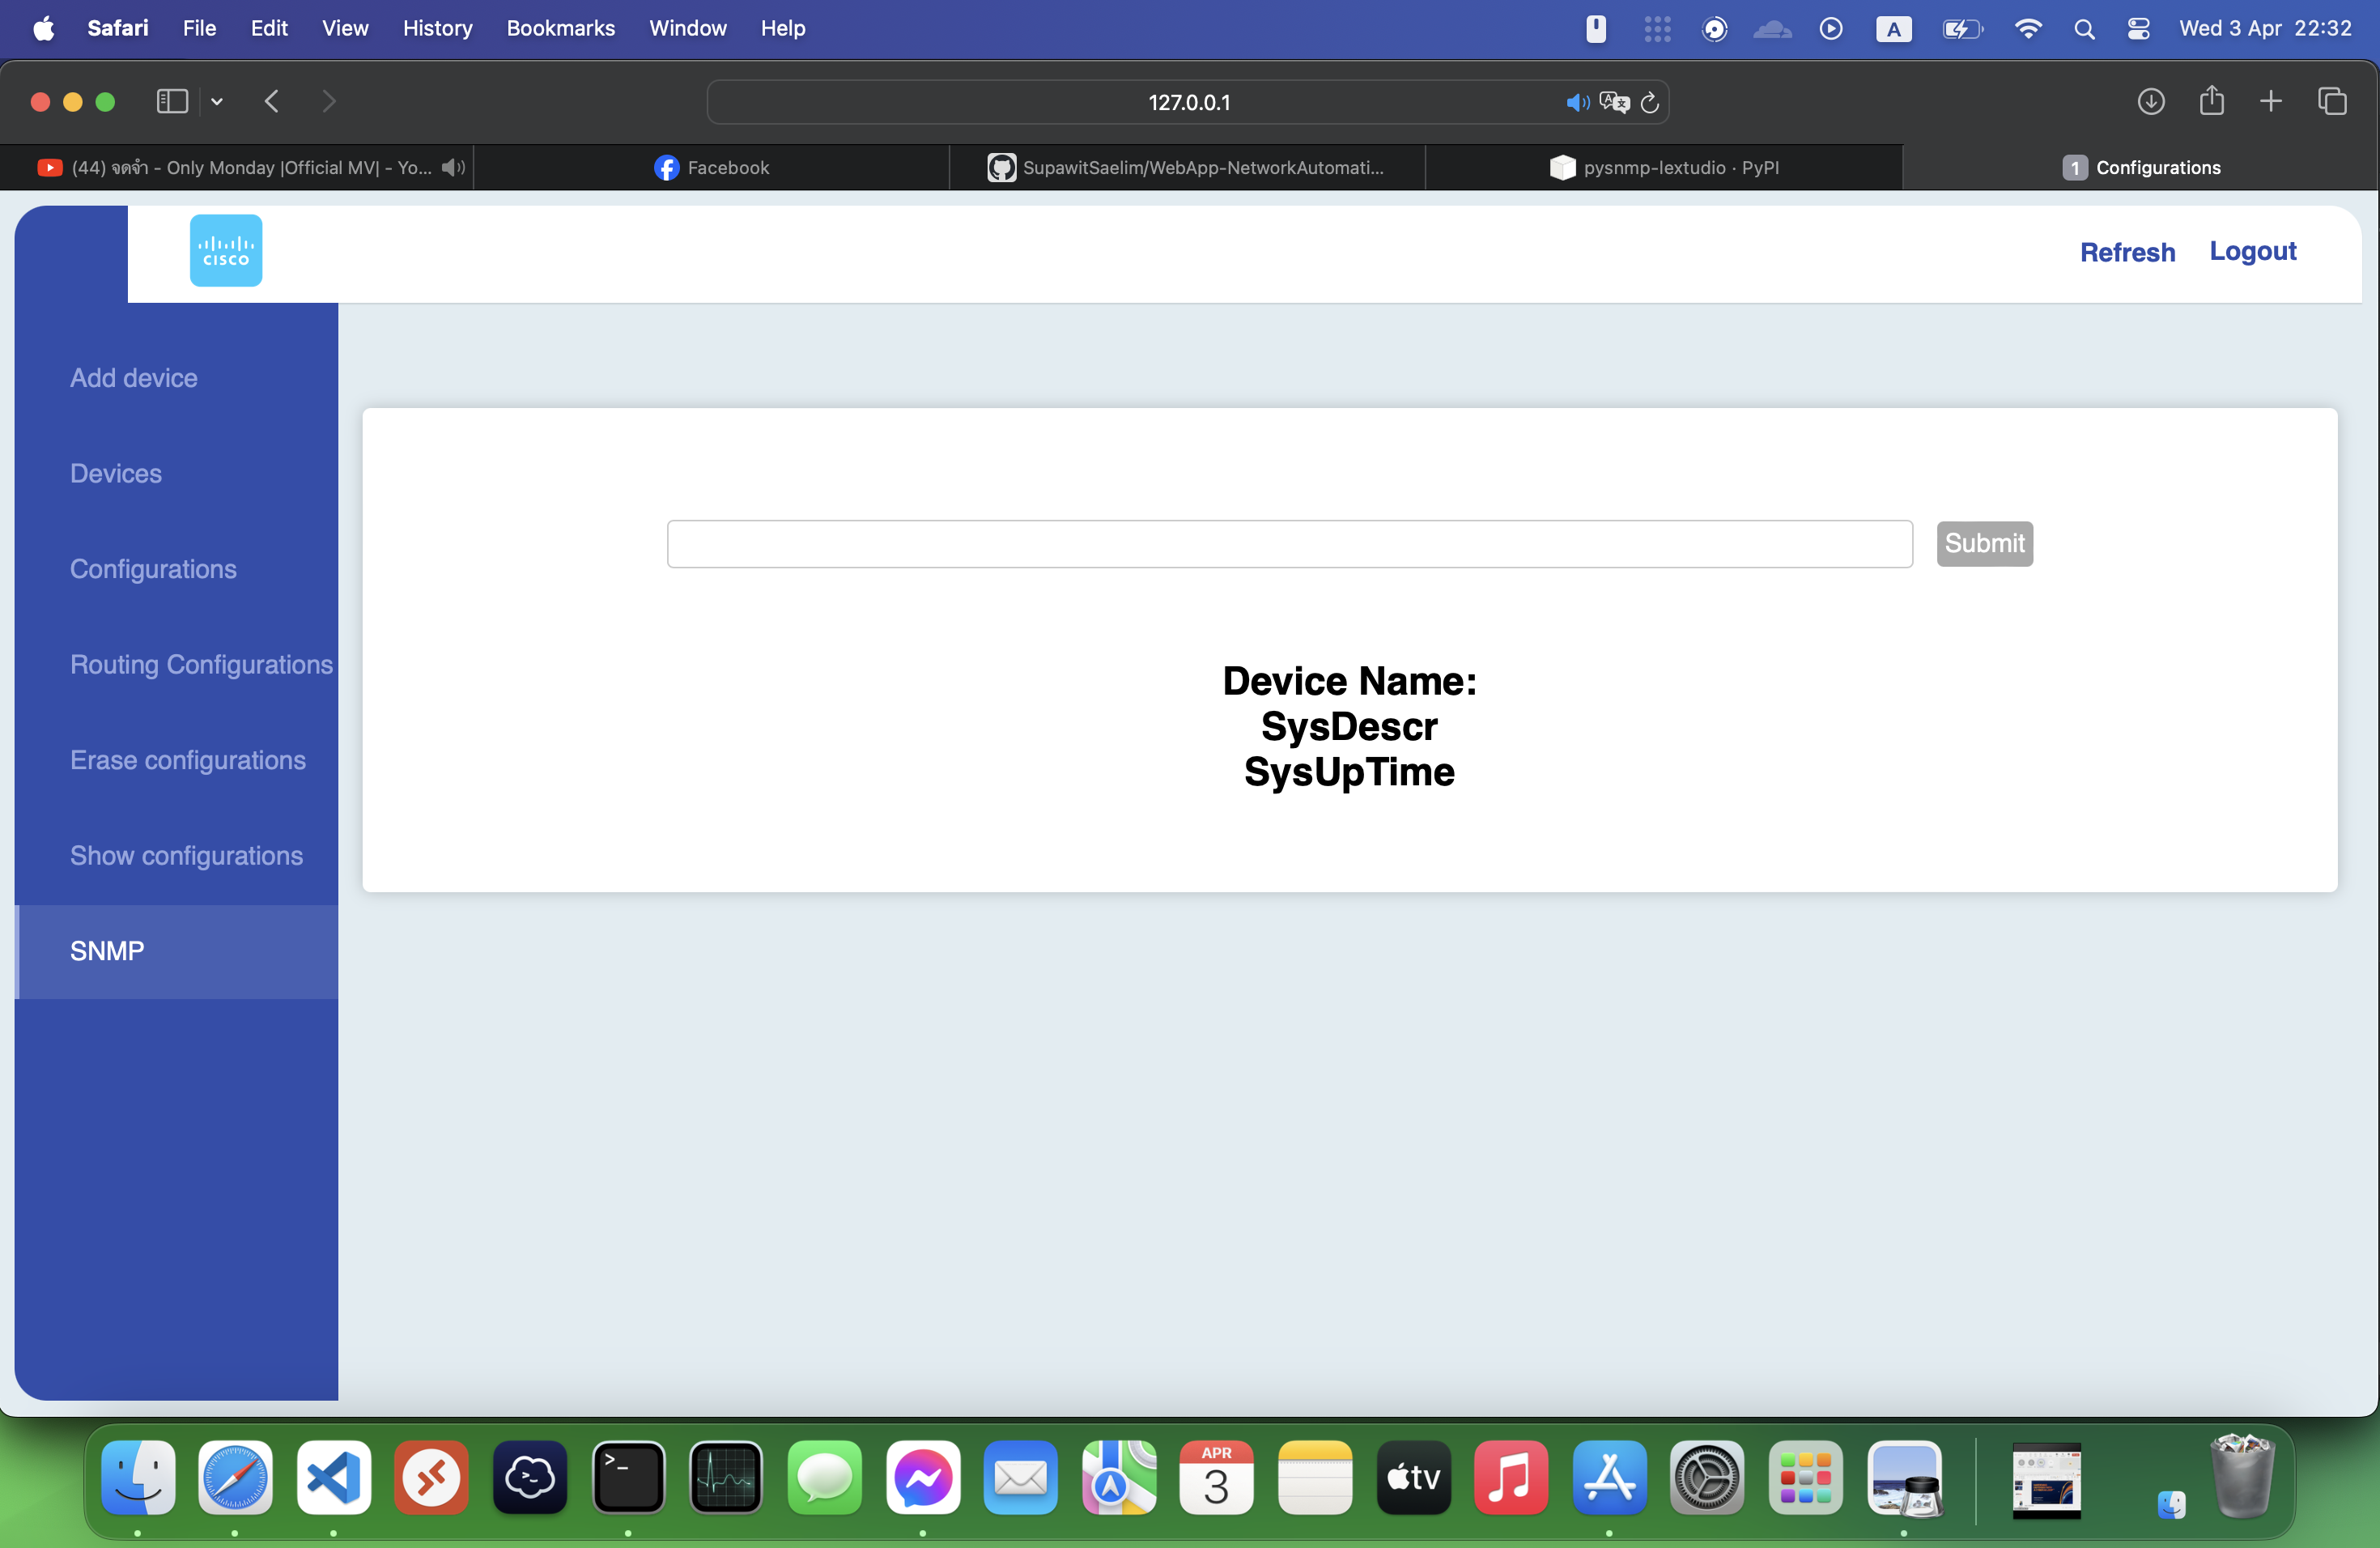 Safari File Edit View History Bookmarks Window Help A Wed 3 Apr 22:32
127.0.0.1
(44) จดจำ - Only Monday |Official MV| - Yo...
Facebook
SupawitSaelim/WebApp-NetworkAutomati...
pysnmp-lextudio · PyPI
1 Configurations
CISCO
Refresh Logout
Add device
Devices
Configurations
Routing Configurations
Erase configurations
Show configurations
SNMP
Submit
Device Name:
SysDescr
SysUpTime
APR
3
tv